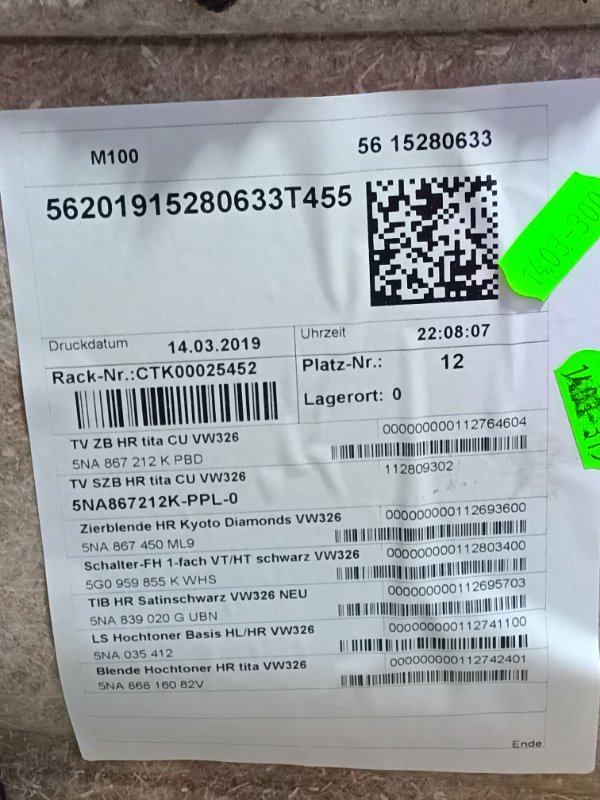 M100
56 15280633
56201915280633T455
14.03-300
Druckdatum 14.03.2019
Uhrzeit 22:08:07
Rack-Nr.:CTK00025452
Platz-Nr.: 12
Lagerort: 0
TV ZB HR tita CU VW326
000000000112764604
5NA 867 212 K PBD
TV SZB HR tita CU VW326
112809302
5NA867212K-PPL-0
Zierblende HR Kyoto Diamonds VW326
000000000112693600
5NA 867 450 ML9
Schalter-FH 1-fach VT/HT schwarz VW326
000000000112803400
5G0 959 855 K WHS
TIB HR Satinschwarz VW326 NEU
000000000112695703
5NA 839 020 G UBN
LS Hochtoner Basis HL/HR VW326
000000000112741100
5NA 035 412
Blende Hochtoner HR tita VW326
000000000112742401
5NA 868 160 82V
Ende